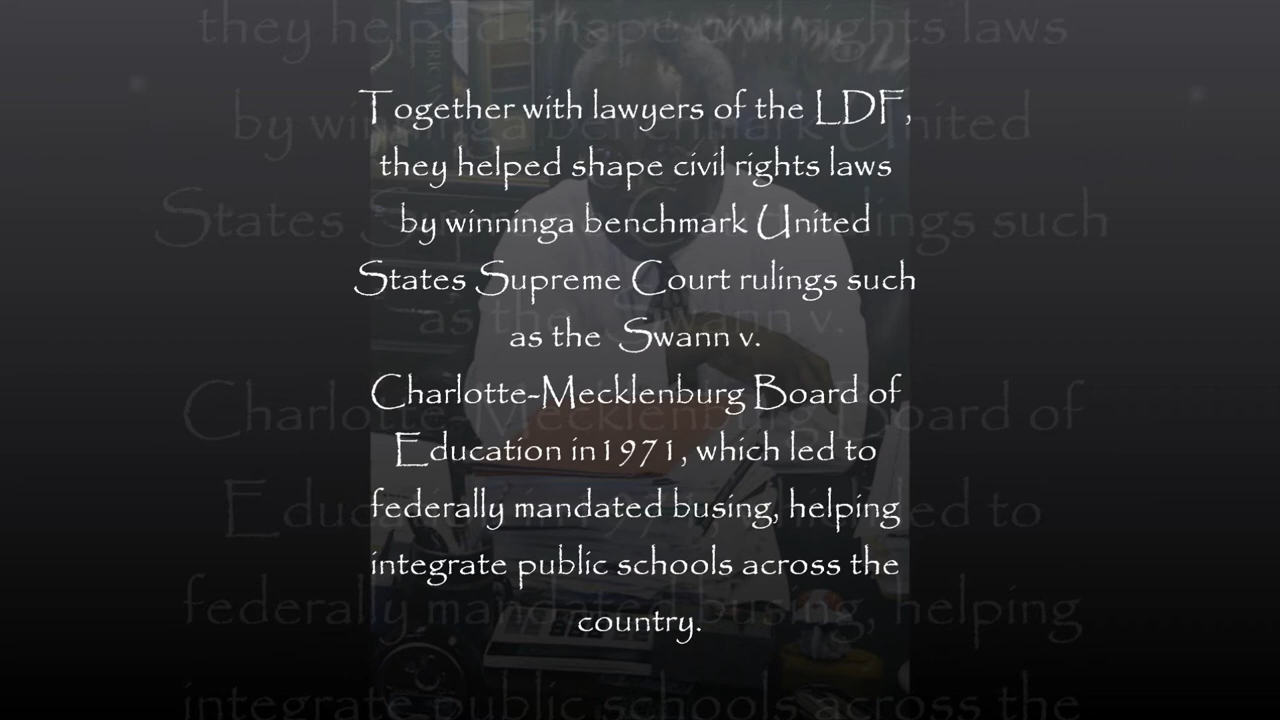 Together with lawyers of the LDF,
they helped shape civil rights laws
by winninga benchmark United
States Supreme Court rulings such
as the Swann v.
Charlotte-Mecklenburg Board of
Education in1971, which led to
federally mandated busing, helping
integrate public schools across the
country.